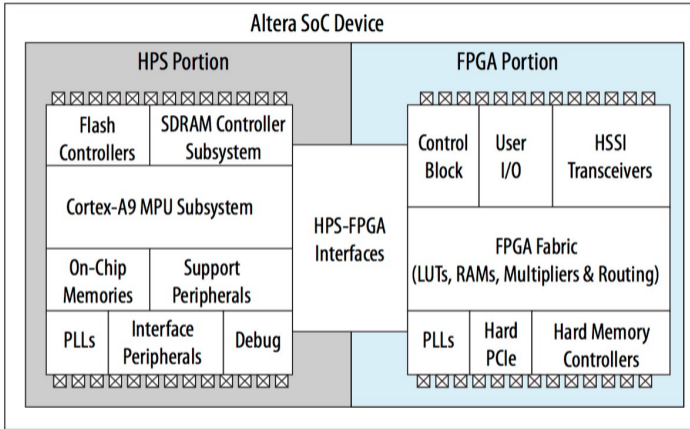 Altera SoC Device
HPS Portion
FPGA Portion
Flash
Controllers
SDRAM Controller
Subsystem
Cortex-A9 MPU Subsystem
On-Chip
Memories
Support
Peripherals
PLLs
Interface
Peripherals
Debug
HPS-FPGA
Interfaces
Control
Block
User
I/O
HSSI
Transceivers
FPGA Fabric
(LUTs, RAMs, Multipliers & Routing)
PLLs
Hard
PCIe
Hard Memory
Controllers